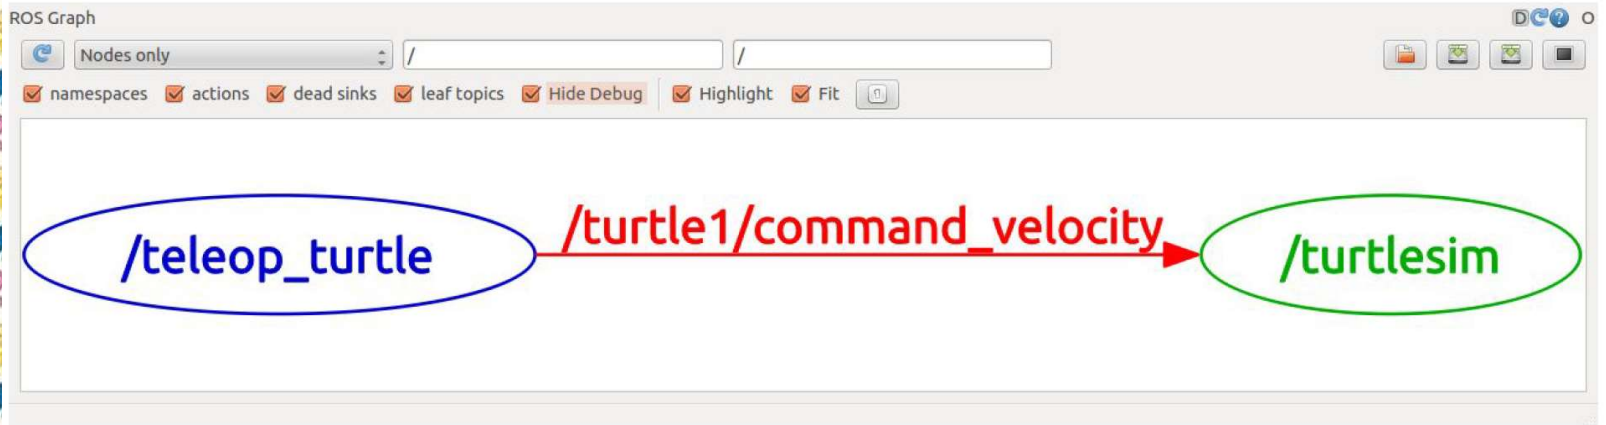 ROS Graph D ? O
Nodes only / /
namespaces actions dead sinks leaf topics Hide Debug Highlight Fit
/turtle1/command_velocity
/teleop_turtle /turtlesim